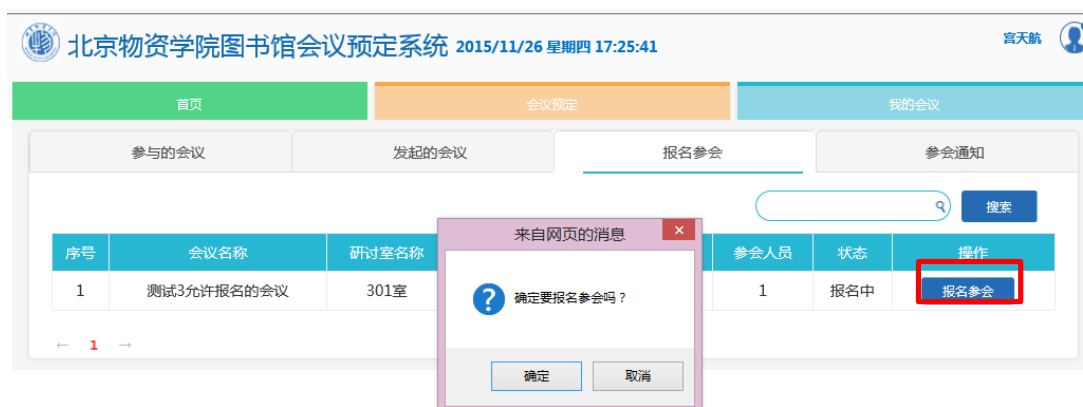 北京物资学院图书馆会议预定系统 2015/11/26 星期四 17:25:41
宫天航
首页 会议预定 我的会议
参与的会议 发起的会议 报名参会 参会通知
搜索
序号 会议名称 研讨室名称 参会人员 状态 操作
1 测试3允许报名的会议 301室 1 报名中 报名参会
← 1 →
来自网页的消息
×
? 确定要报名参会吗？
确定 取消